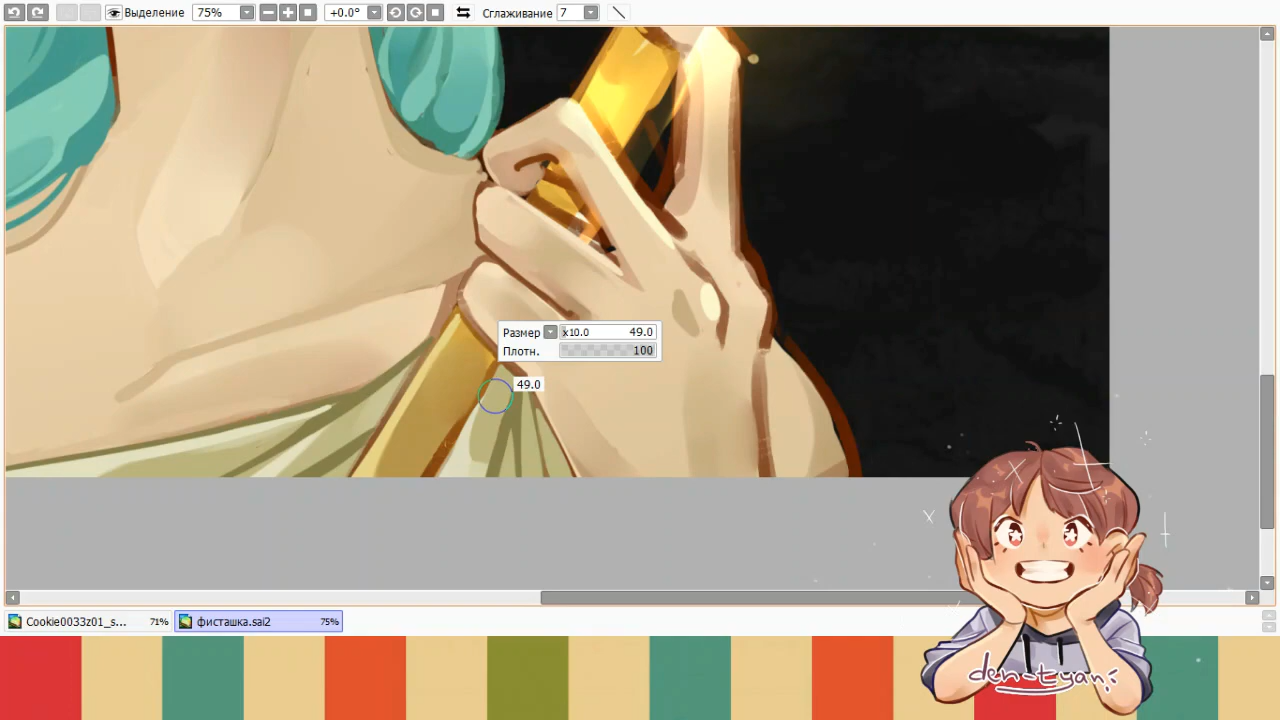 Выделение 75% +0.0° Сглаживание 7
Размер x10.0 49.0
Плотн. 100
49.0
Cookie0033z01_s... 71% фисташка.sai2 75%
den-tyan